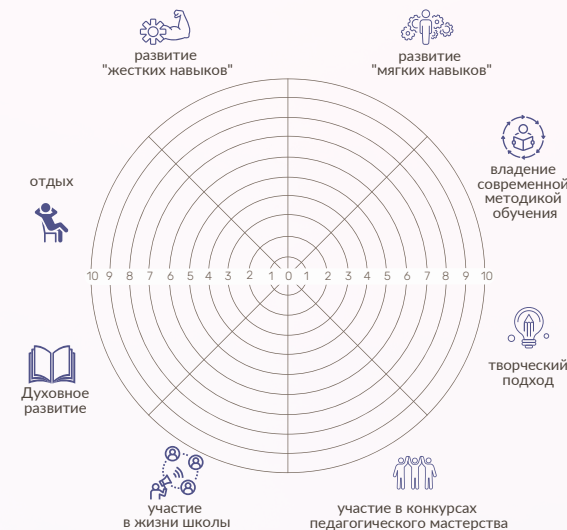 развитие
"жестких навыков"
развитие
"мягких навыков"
владение
современной
методикой
обучения
отдых
10 9 8 7 6 5 4 3 2 1 0 1 2 3 4 5 6 7 8 9 10
творческий
подход
Духовное
развитие
участие
в жизни школы
участие в конкурсах
педагогического мастерства